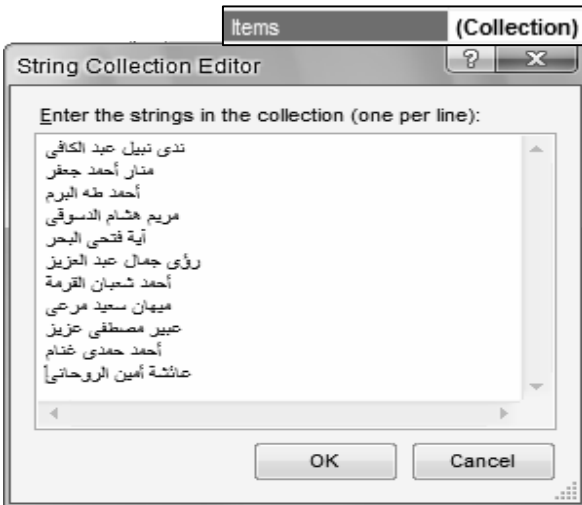 Items (Collection)
String Collection Editor
Enter the strings in the collection (one per line):
ندى نبيل عبد الكافى
منار أحمد جعفر
أحمد طه البرم
مريم هشام الدسوقى
آية فتحى البحر
رؤى جمال عبد العزيز
أحمد شعبان القرمة
ميهان سعيد مرعى
عبير مصطفى عزيز
أحمد حمدى غنام
عائشة أمين الروحانى
OK Cancel